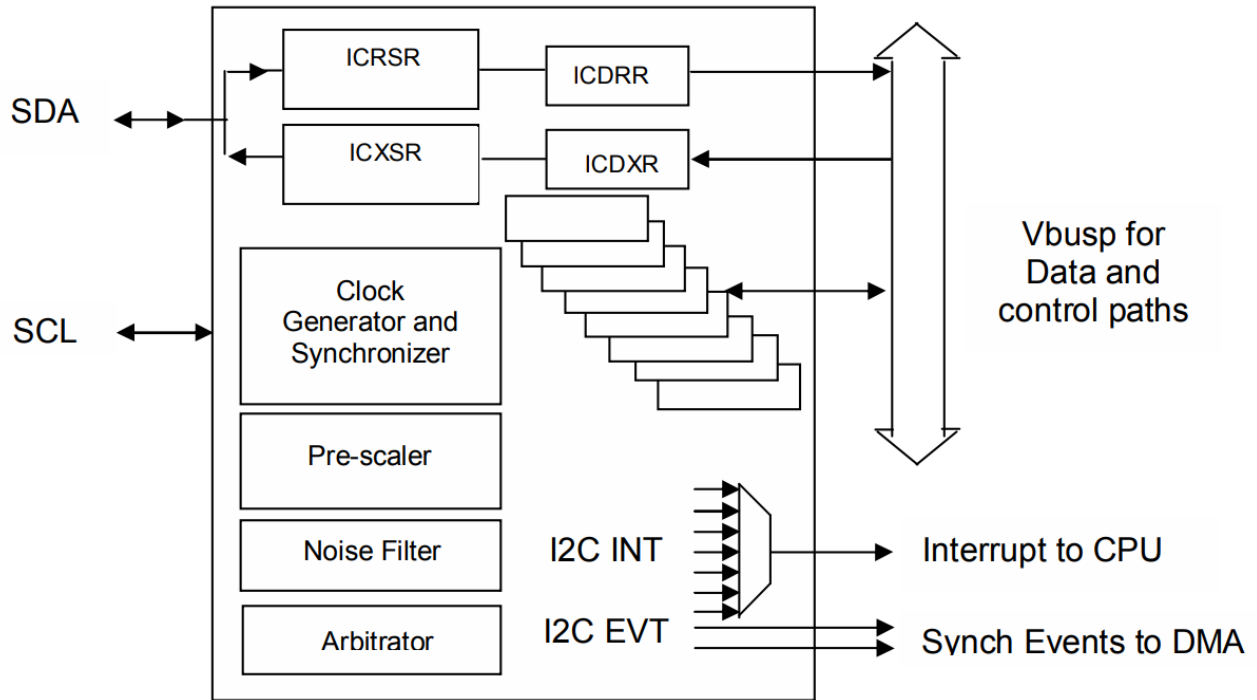 ICRSR
ICDRR
SDA
ICXSR
ICDXR
Vbusp for
Data and
control paths
Clock
Generator and
Synchronizer
SCL
Pre-scaler
Noise Filter
I2C INT
Interrupt to CPU
Arbitrator
I2C EVT
Synch Events to DMA